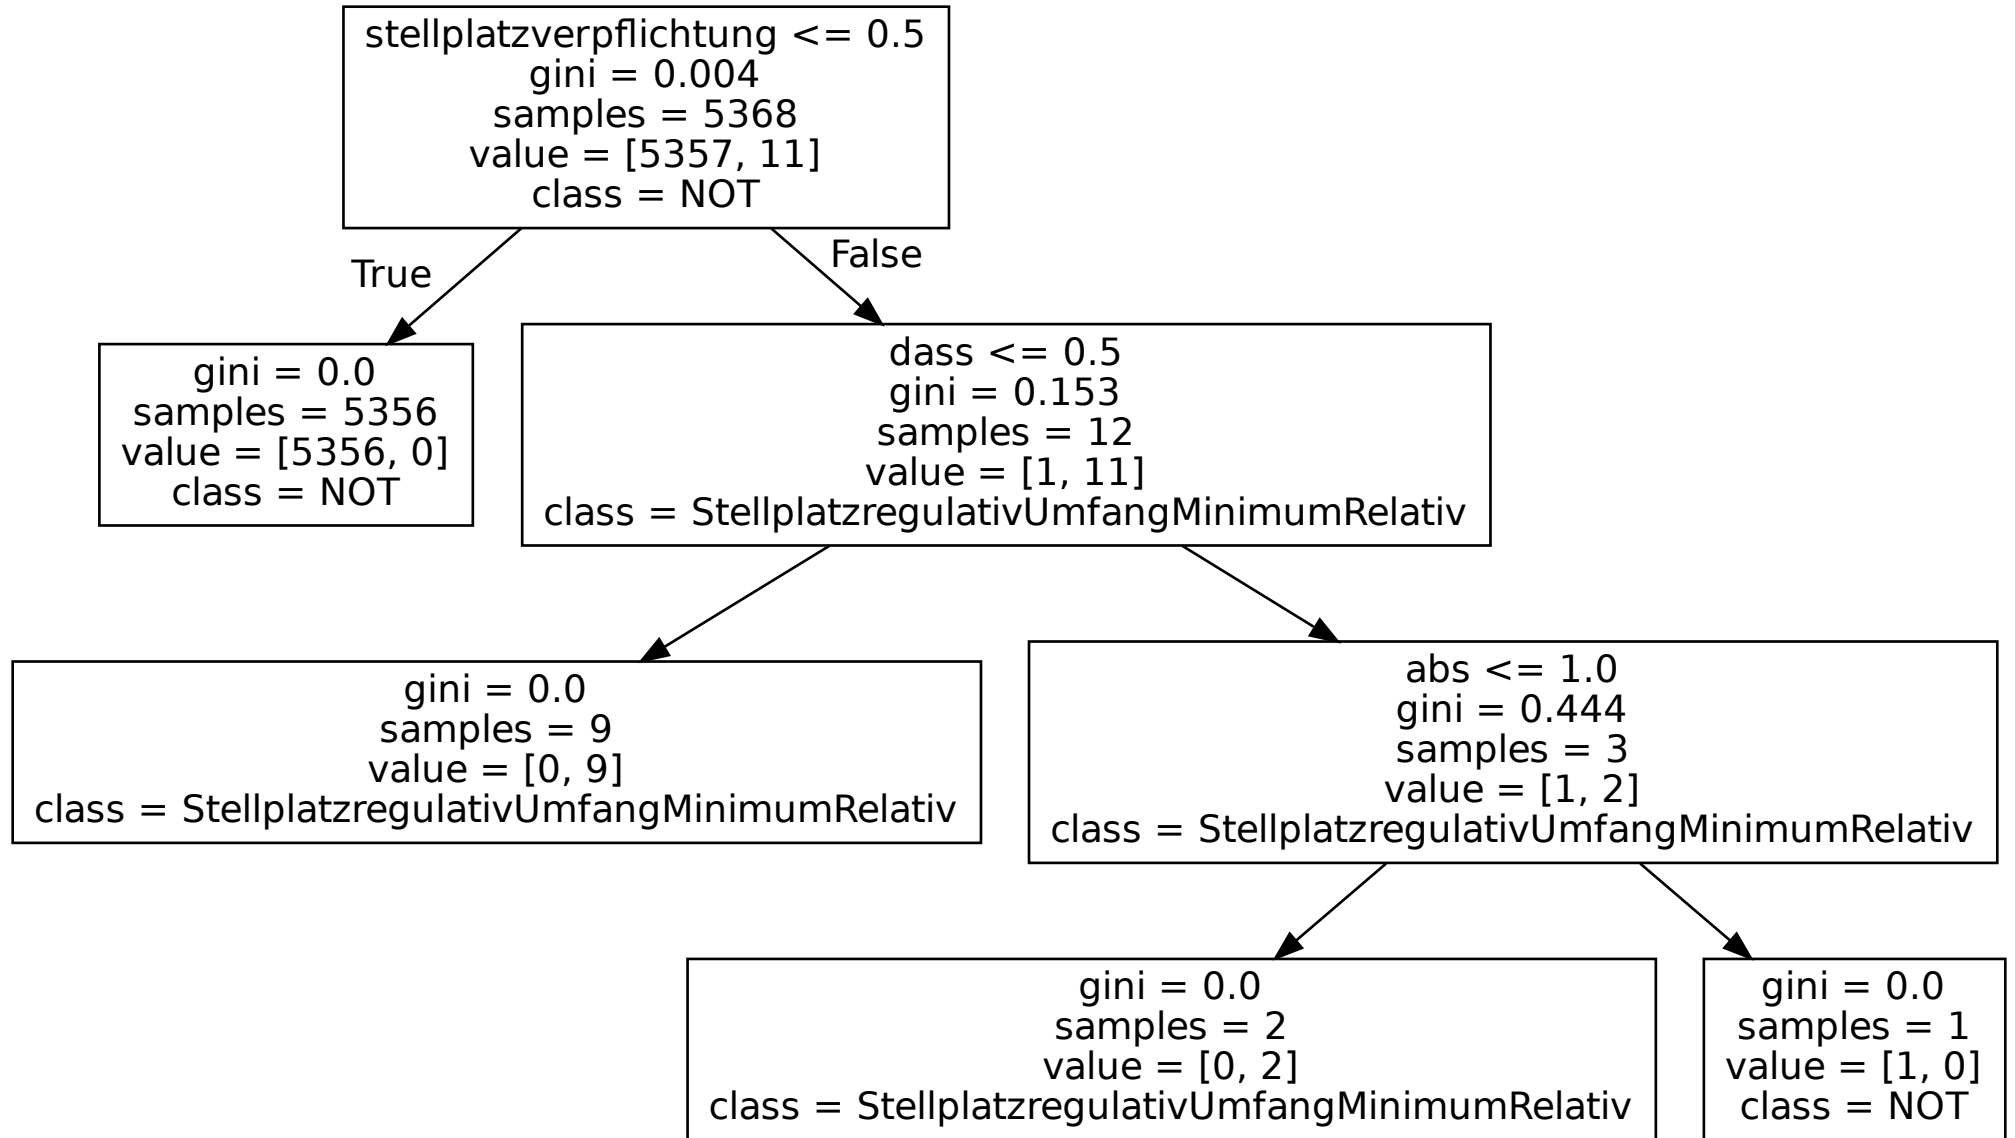 stellplatzverpflichtung <= 0.5
gini = 0.004
samples = 5368
value = [5357, 11]
class = NOT
True
False
gini = 0.0
samples = 5356
value = [5356, 0]
class = NOT
dass <= 0.5
gini = 0.153
samples = 12
value = [1, 11]
class = StellplatzregulativUmfangMinimumRelativ
gini = 0.0
samples = 9
value = [0, 9]
class = StellplatzregulativUmfangMinimumRelativ
abs <= 1.0
gini = 0.444
samples = 3
value = [1, 2]
class = StellplatzregulativUmfangMinimumRelativ
gini = 0.0
samples = 2
value = [0, 2]
class = StellplatzregulativUmfangMinimumRelativ
gini = 0.0
samples = 1
value = [1, 0]
class = NOT